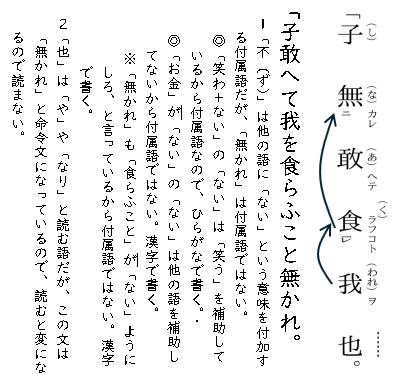 「子(し)無(な)カレ二敢(あ)ヘテ食(く)ラフコトレ我(われ)ヲ也。……
「子敢へて我を食らふこと無かれ。
1「不(ず)」は他の語に「ない」という意味を付加す
る付属語だが、「無かれ」は付属語ではない。
◎「笑わ+ない」の「ない」は「笑う」を補助して
いるから付属語なので、ひらがなで書く。.
◎「お金」が「ない」の「ない」は他の語を補助し
てないから付属語ではない。漢字で書く。
※「無かれ」も「食らふこと」が「ない」ように
しろ、と言っているから付属語ではない。漢字
で書く。
2「也」は「や」や「なり」と読む語だが、この文は
「無かれ」と命令文になっているので、読むと変にな
るので読まない。